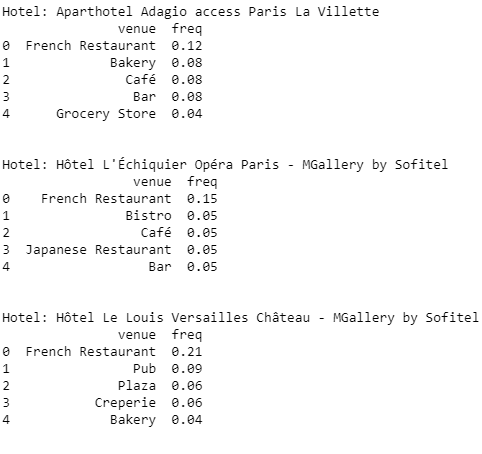 Hotel: Aparthotel Adagio access Paris La Villette
venue freq
0 French Restaurant 0.12
1 Bakery 0.08
2 Café 0.08
3 Bar 0.08
4 Grocery Store 0.04
Hotel: Hôtel L'Échiquier Opéra Paris - MGallery by Sofitel
venue freq
0 French Restaurant 0.15
1 Bistro 0.05
2 Café 0.05
3 Japanese Restaurant 0.05
4 Bar 0.05
Hotel: Hôtel Le Louis Versailles Château - MGallery by Sofitel
venue freq
0 French Restaurant 0.21
1 Pub 0.09
2 Plaza 0.06
3 Creperie 0.06
4 Bakery 0.04